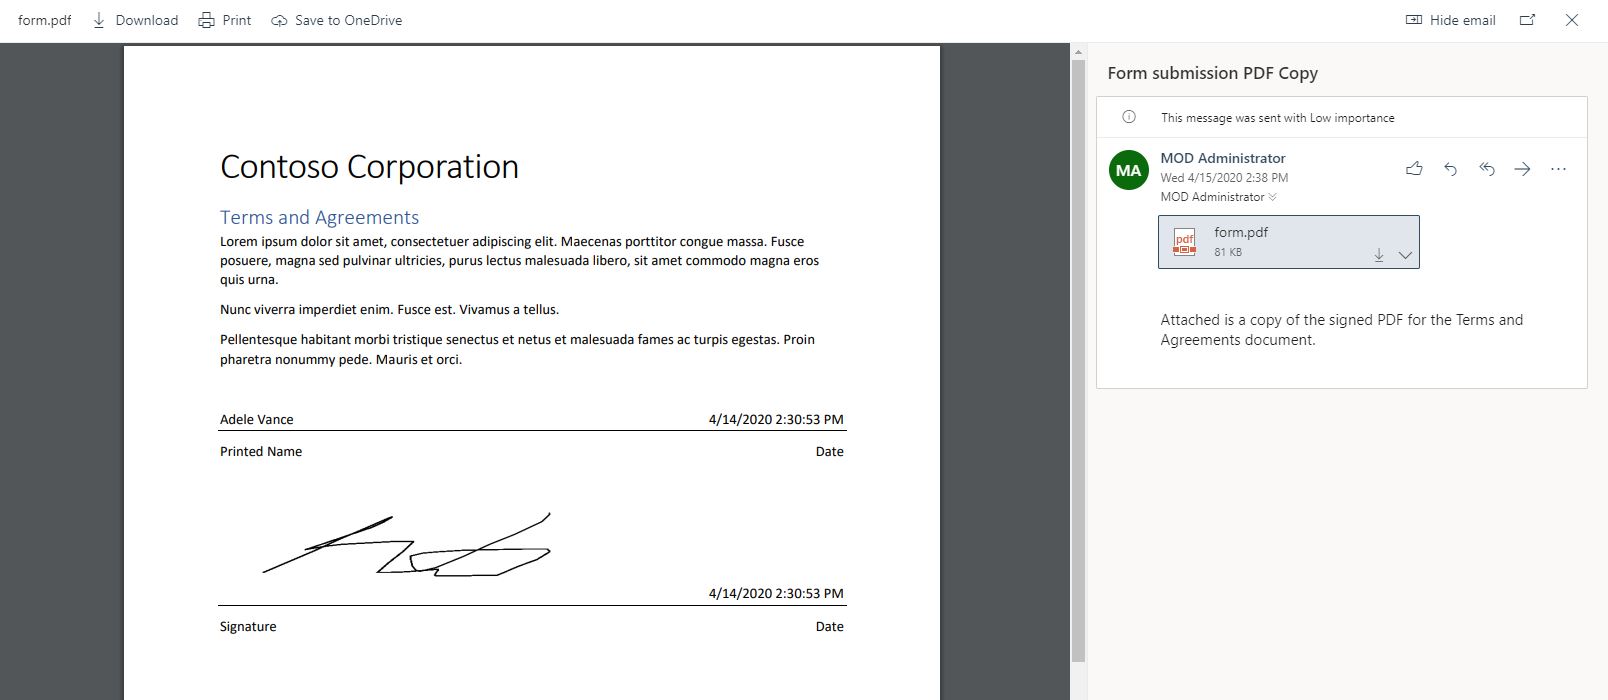 form.pdf Download Print Save to OneDrive Hide email
Contoso Corporation
Terms and Agreements
Lorem ipsum dolor sit amet, consectetuer adipiscing elit. Maecenas porttitor congue massa. Fusce
posuere, magna sed pulvinar ultricies, purus lectus malesuada libero, sit amet commodo magna eros
quis urna.
Nunc viverra imperdiet enim. Fusce est. Vivamus a tellus.
Pellentesque habitant morbi tristique senectus et netus et malesuada fames ac turpis egestas. Proin
pharetra nonummy pede. Mauris et orci.
Adele Vance 4/14/2020 2:30:53 PM
Printed Name Date
4/14/2020 2:30:53 PM
Signature Date
Form submission PDF Copy
This message was sent with Low importance
MA
MOD Administrator
Wed 4/15/2020 2:38 PM
MOD Administrator
pdf
form.pdf
81 KB
Attached is a copy of the signed PDF for the Terms and
Agreements document.